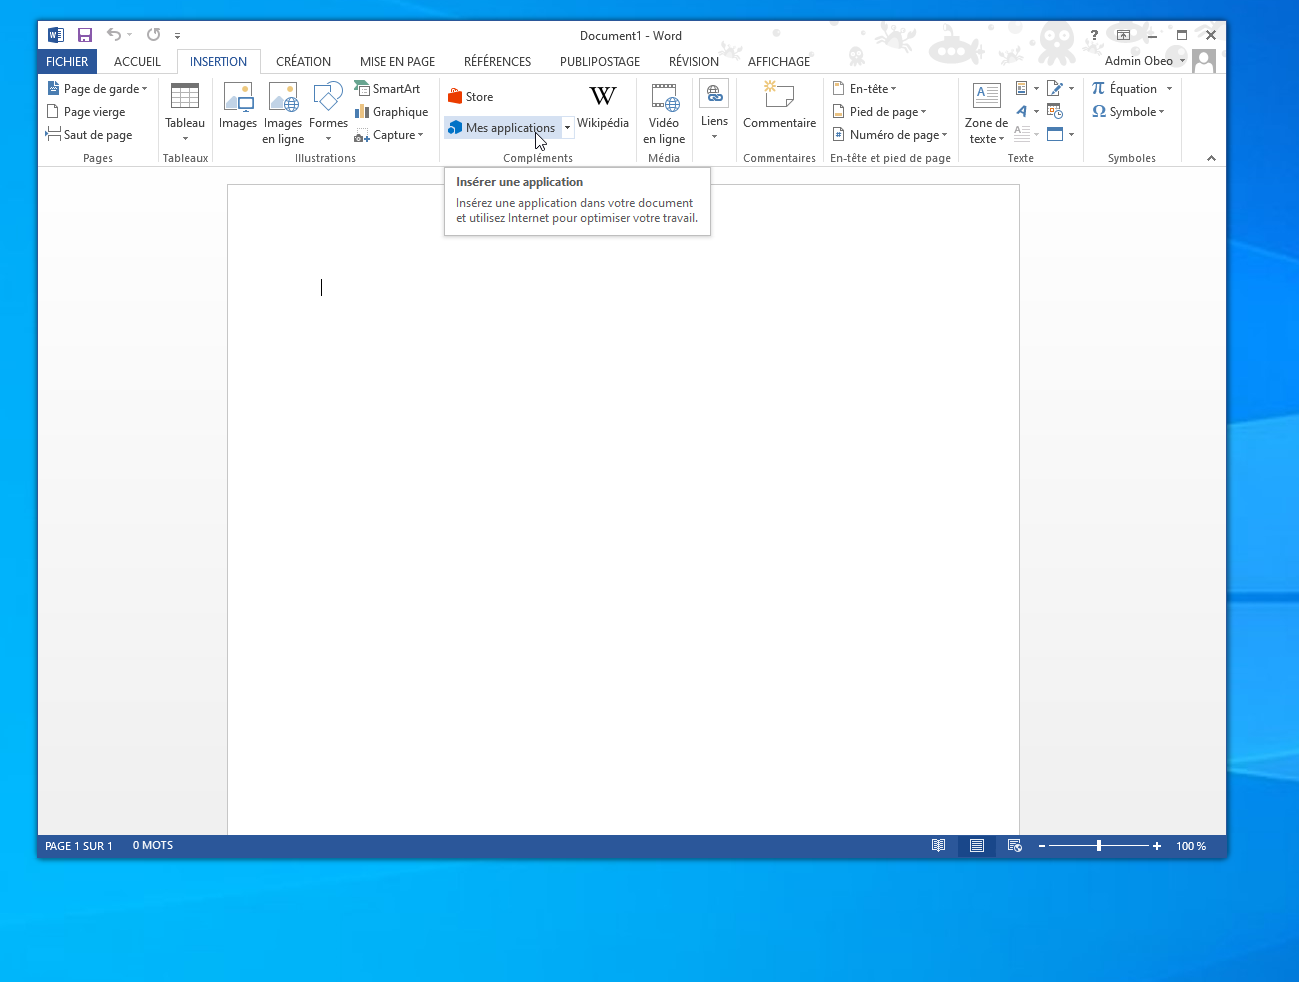 Document1 - Word
?
FICHIER ACCUEIL INSERTION CRÉATION MISE EN PAGE RÉFÉRENCES PUBLIPOSTAGE RÉVISION AFFICHAGE Admin Obeo
Page de garde
Page vierge
Saut de page
Pages
Tableau
Tableaux
Images
Images
en ligne
Formes
SmartArt
Graphique
Capture
Illustrations
Store
Mes applications
W
Wikipédia
Compléments
Vidéo
en ligne
Média
Liens
Commentaire
Commentaires
En-tête
Pied de page
Numéro de page
En-tête et pied de page
Zone de
texte
Texte
π Équation
Ω Symbole
Symboles
Insérer une application
Insérez une application dans votre document
et utilisez Internet pour optimiser votre travail.
PAGE 1 SUR 1 0 MOTS 100 %